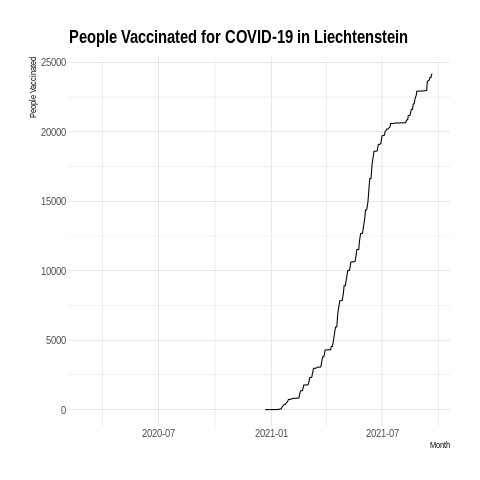 People Vaccinated for COVID-19 in Liechtenstein
People Vaccinated
25000
20000
15000
10000
5000
0
2020-07 2021-01 2021-07
Month